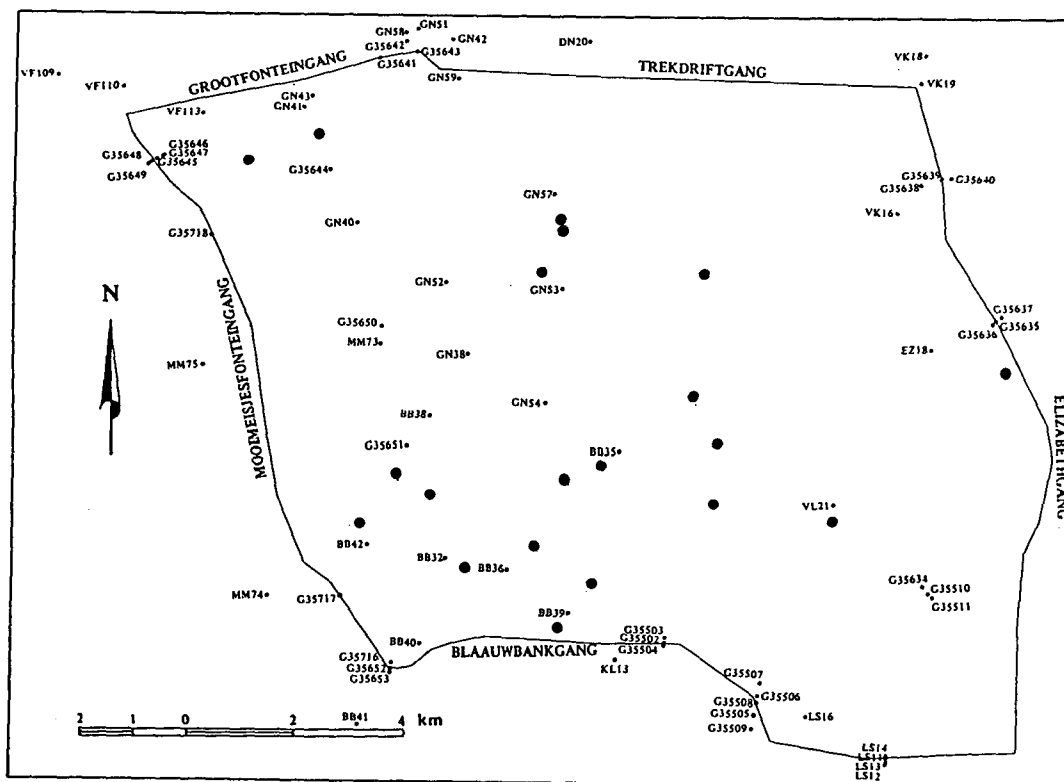 GN51
GN58
GN42
DN20
G35642
G35643
VK18
G35641
VF109
TREKDRIFTGANG
GROOTFONTEINGANG
GN59
VF110
VK19
GN43
GN41
VF113
G35646
G35648
G35647
G35645
G35649
G35644
G35639
G35640
G35638
GN57
VK16
GN40
G35718
GN52
GN53
N
MOOIMEISJESFONTEINGANG
G35650
G35637
G35636
G35635
MM73
EZ18
MM75
GN38
GN54
BB38
ELIZABETHGANG
G35651
BB35
VL21
BB42
BB32
BB36
G35634
G35510
G35511
MM74
G35717
BB39
G35503
BB40
G35502
BLAAUWBANKGANG
G35504
G35716
KL13
G35652
G35653
G35507
G35506
G35508
G35505
LS16
G35509
2 0 2 4 km
BB41
LS14
LS11
LS13
LS12